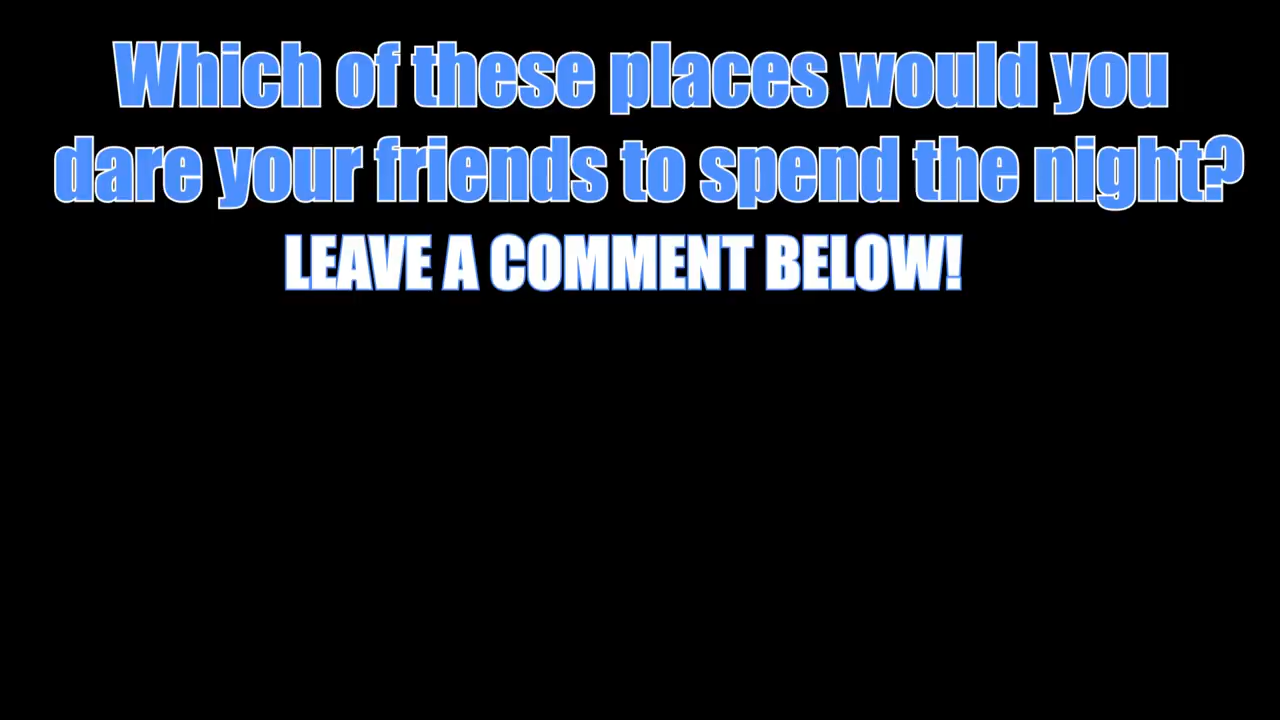 Which of these places would you
dare your friends to spend the night?
LEAVE A COMMENT BELOW!